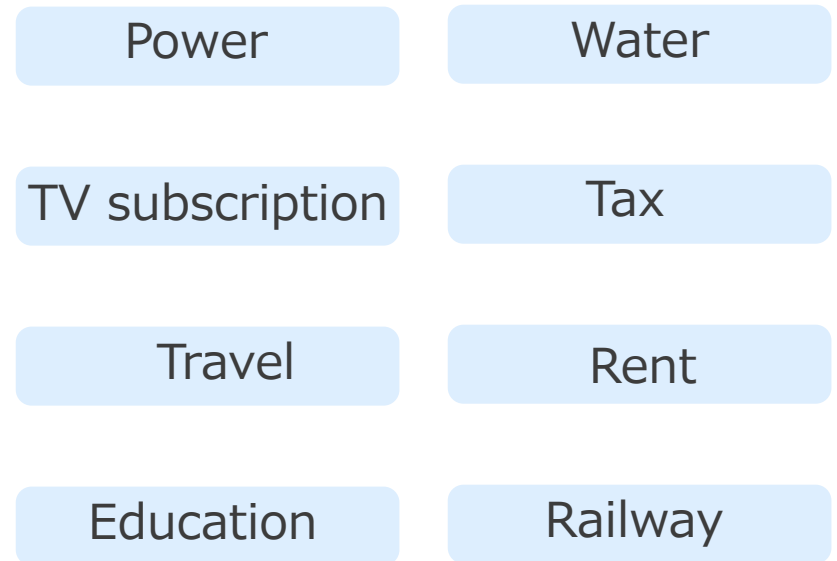 Power
Water
TV subscription
Tax
Travel
Rent
Education
Railway